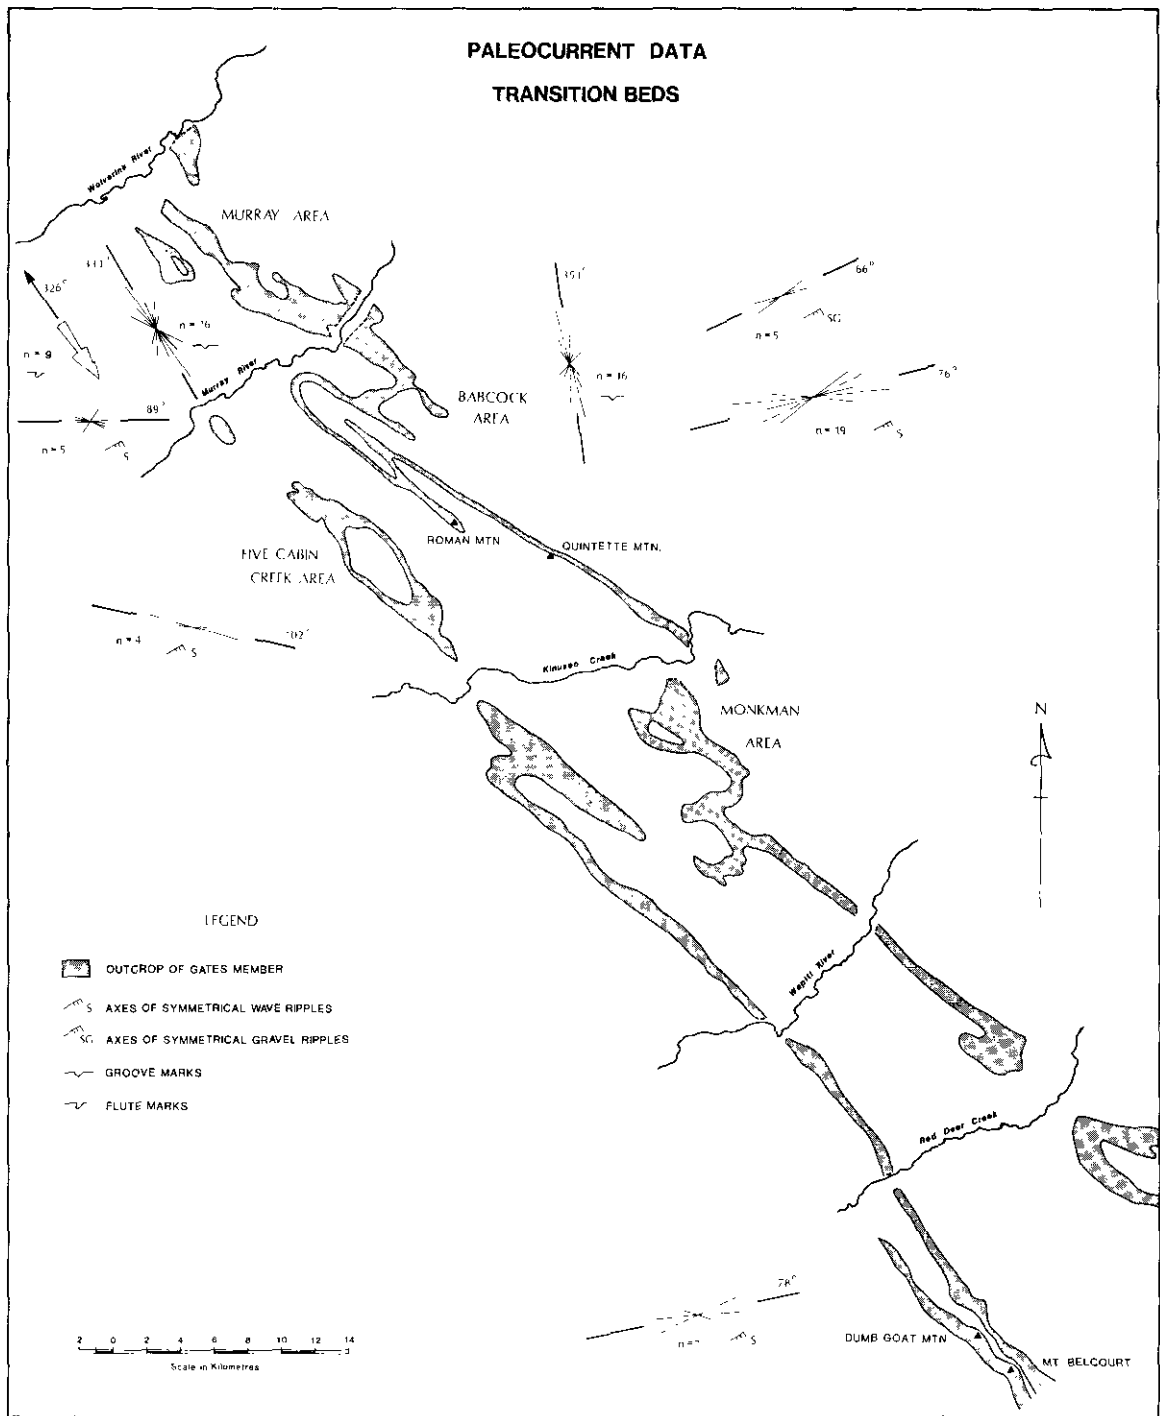 PALEOCURRENT DATA
TRANSITION BEDS
Wolverine River
MURRAY AREA
326°
n = 9
n = 16
Murray River
89°
n = 5
S
351°
n = 16
66°
SG
n = 5
76°
n = 19
S
BABCOCK
AREA
ROMAN MTN
QUINTETTE MTN.
FIVE CABIN
CREEK AREA
n = 4
S
Kinuseo Creek
MONKMAN
AREA
N
Wapiti River
LEGEND
OUTCROP OF GATES MEMBER
S AXES OF SYMMETRICAL WAVE RIPPLES
SG AXES OF SYMMETRICAL GRAVEL RIPPLES
GROOVE MARKS
FLUTE MARKS
Red Deer Creek
78°
S
DUMB GOAT MTN
MT BELCOURT
2 0 2 4 6 8 10 12 14
Scale in Kilometres